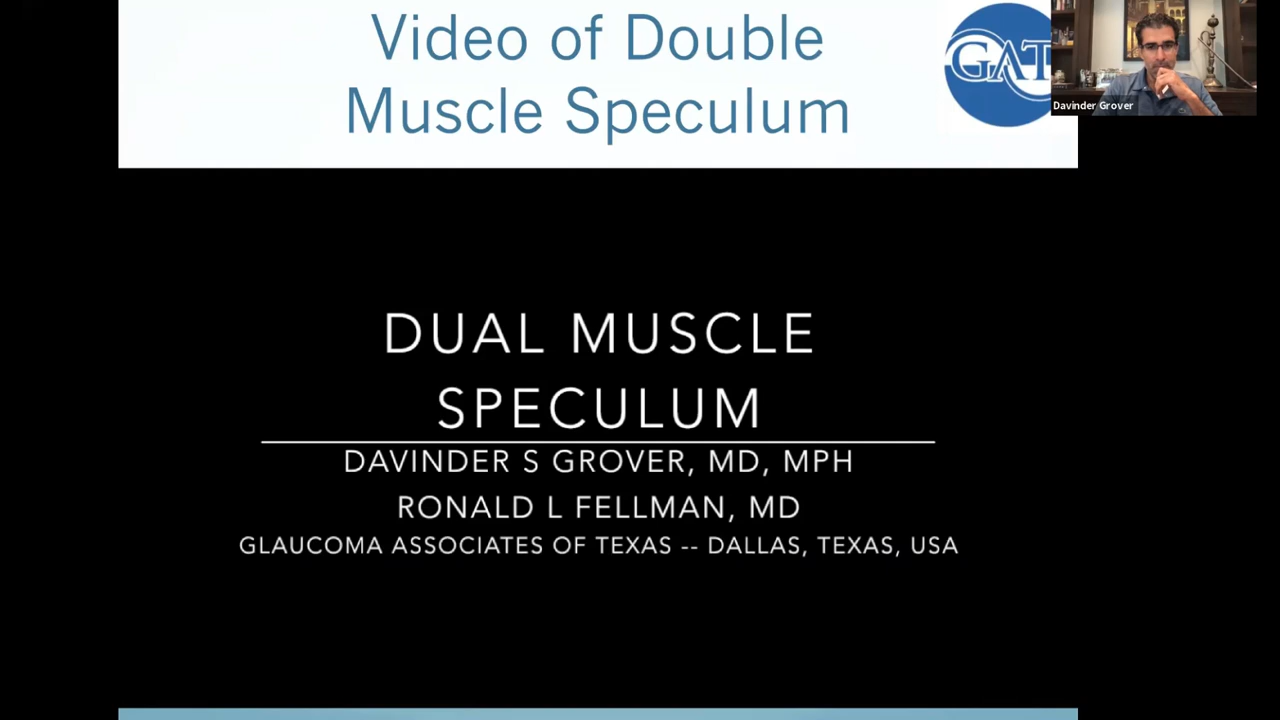 Video of Double
Muscle Speculum
GAT
Davinder Grover
DUAL MUSCLE
SPECULUM
DAVINDER S GROVER, MD, MPH
RONALD L FELLMAN, MD
GLAUCOMA ASSOCIATES OF TEXAS -- DALLAS, TEXAS, USA